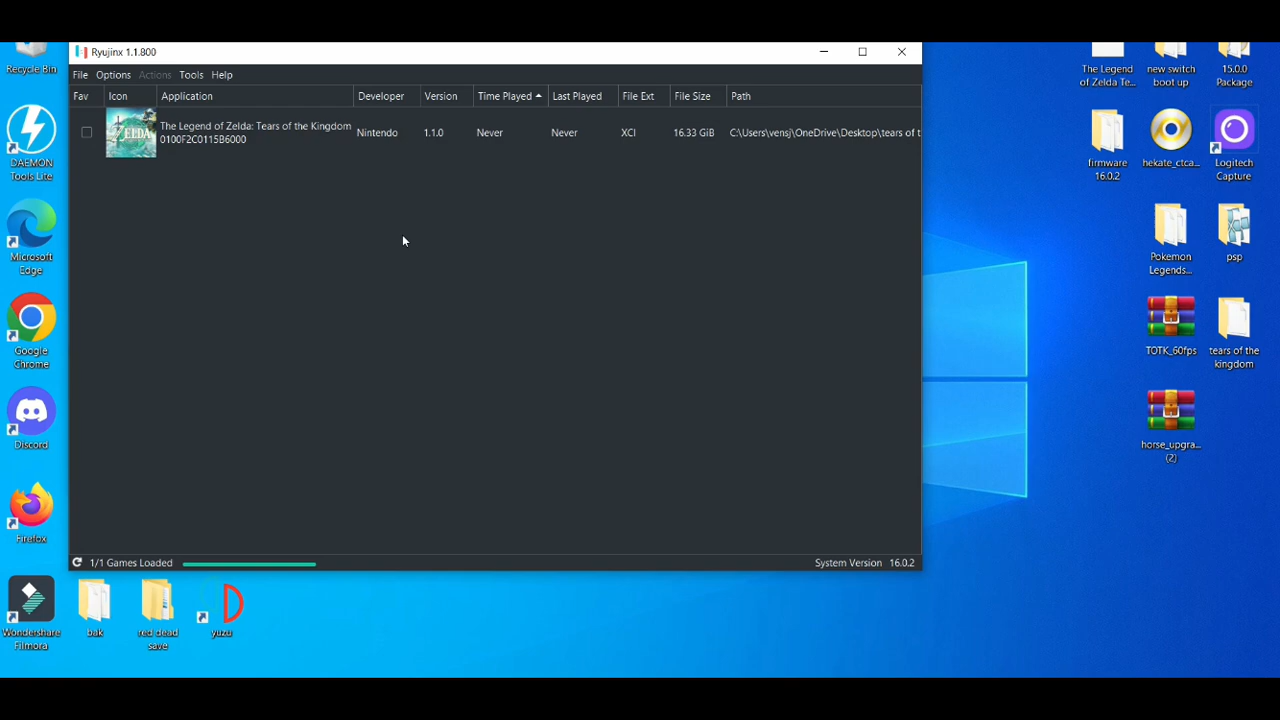 Ryujinx 1.1.800
File Options Actions Tools Help
Fav Icon Application Developer Version Time Played Last Played File Ext File Size Path
The Legend of Zelda: Tears of the Kingdom
0100F2C0115B6000
Nintendo 1.1.0 Never Never XCI 16.33 GiB C:\Users\vensj\OneDrive\Desktop\tears of t
ZELDA
1/1 Games Loaded
System Version 16.0.2
Recycle Bin
DAEMON
Tools Lite
Microsoft
Edge
Google
Chrome
Discord
Firefox
Wondershare
Filmora
bak
red dead
save
yuzu
The Legend
of Zelda Te...
new switch
boot up
15.0.0
Package
firmware
16.0.2
hekate_ctca...
Logitech
Capture
Pokemon
Legends...
psp
TOTK_60fps
tears of the
kingdom
horse_upgra...
(2)